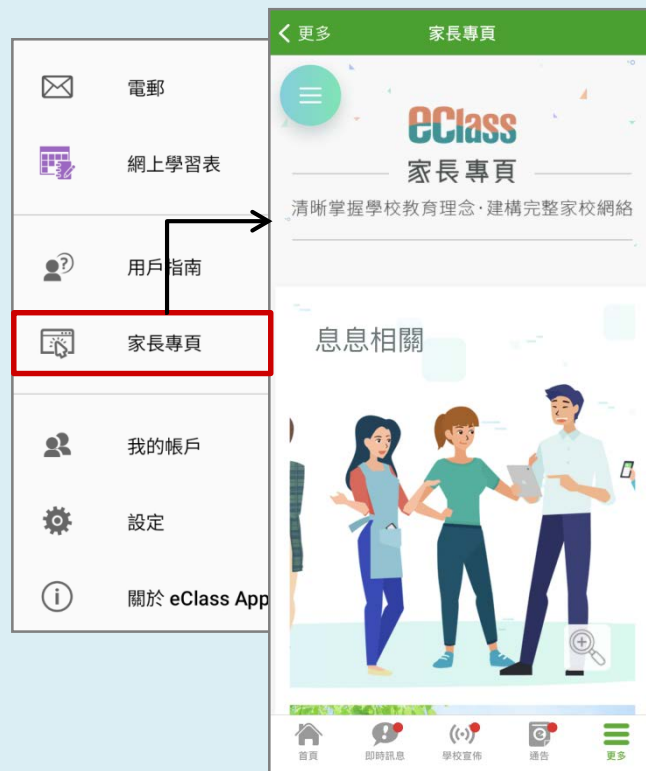 電郵
網上學習表
用戶指南
家長專頁
我的帳戶
設定
關於 eClass App
更多 家長專頁
eClass
家長專頁
清晰掌握學校教育理念·建構完整家校網絡
息息相關
首頁 即時訊息 學校宣佈 通告 更多